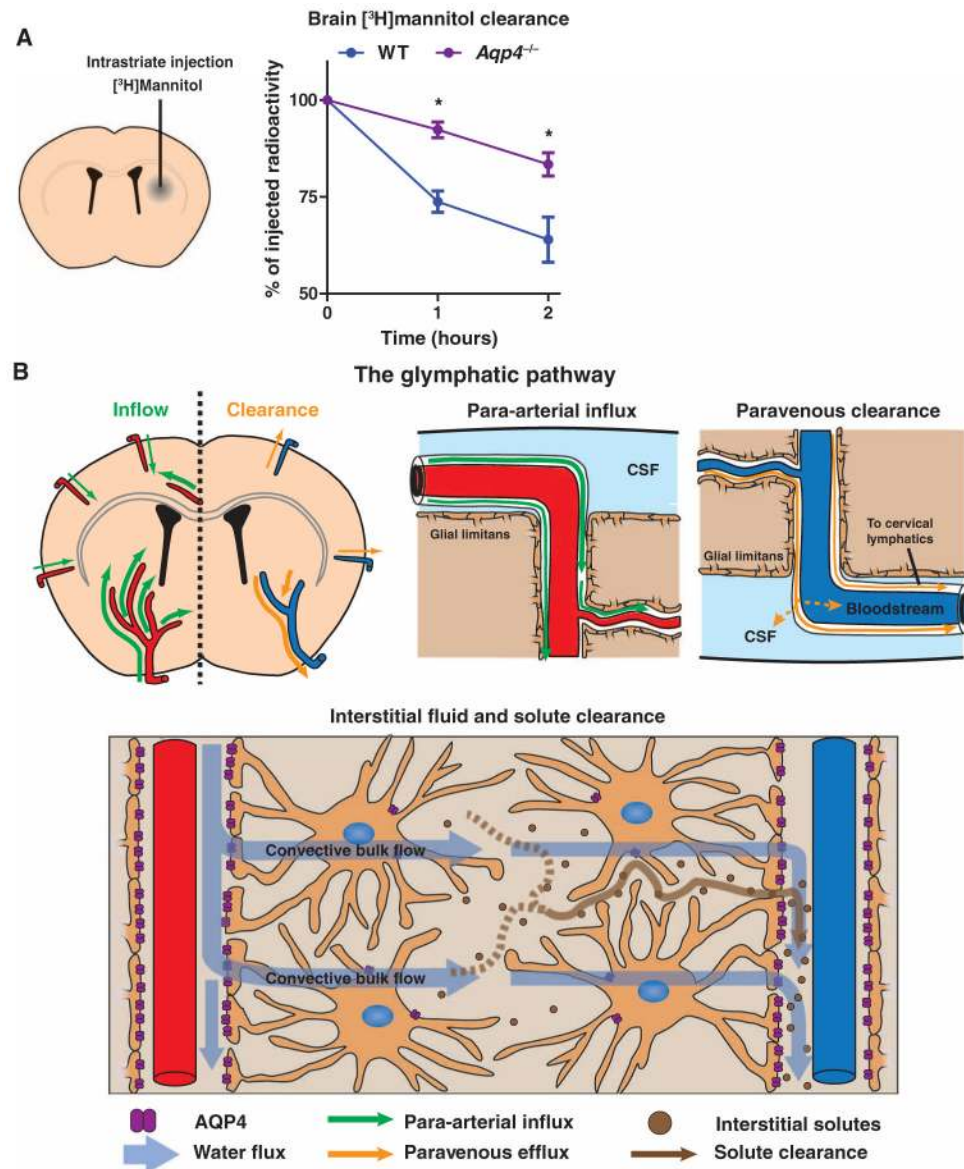 A
Intrastriate injection
[³H]Mannitol
Brain [³H]mannitol clearance
WT
Aqp4⁻/⁻
% of injected radioactivity
100
75
50
*
*
0
1
2
Time (hours)
B
The glymphatic pathway
Inflow
Clearance
Para-arterial influx
CSF
Glial limitans
Paravenous clearance
To cervical
lymphatics
Glial limitans
Bloodstream
CSF
Interstitial fluid and solute clearance
Convective bulk flow
Convective bulk flow
AQP4
Para-arterial influx
Interstitial solutes
Water flux
Paravenous efflux
Solute clearance